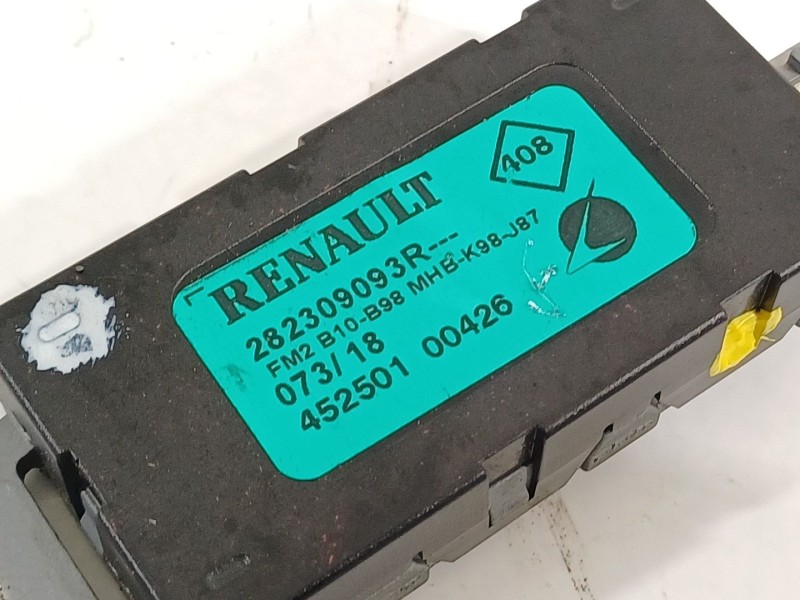 408
RENAULT
282309093R---
FM2 B10-B98 MHB-K98-J87
073/18
452501 00426